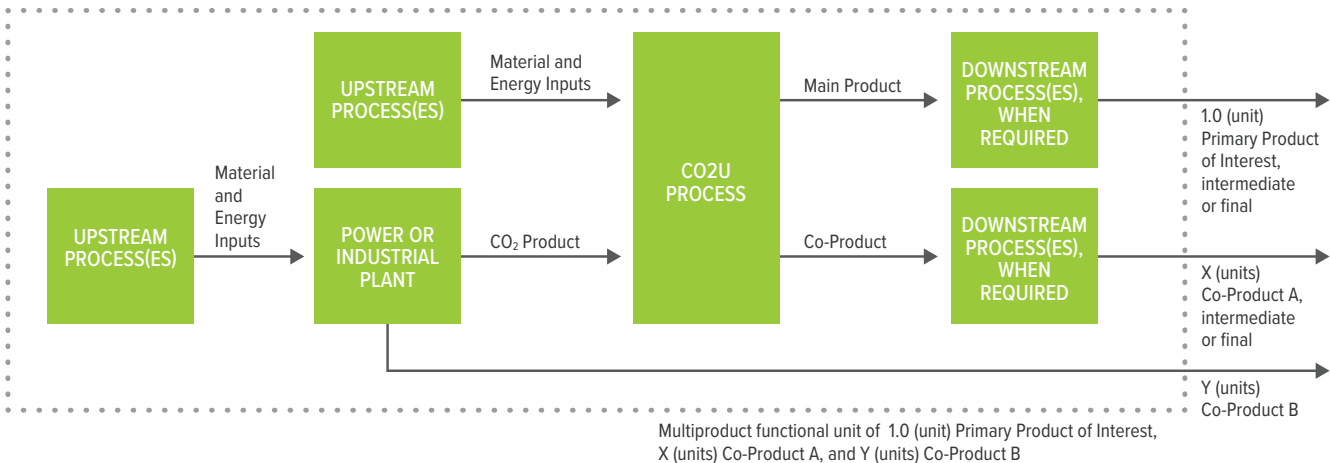 UPSTREAM
PROCESS(ES)
Material and
Energy Inputs
CO2U
PROCESS
Main Product
DOWNSTREAM
PROCESS(ES),
WHEN
REQUIRED
1.0 (unit)
Primary Product
of Interest,
intermediate
or final
UPSTREAM
PROCESS(ES)
Material
and
Energy
Inputs
POWER OR
INDUSTRIAL
PLANT
CO₂ Product
Co-Product
DOWNSTREAM
PROCESS(ES),
WHEN
REQUIRED
X (units)
Co-Product A,
intermediate
or final
Y (units)
Co-Product B
Multiproduct functional unit of 1.0 (unit) Primary Product of Interest,
X (units) Co-Product A, and Y (units) Co-Product B